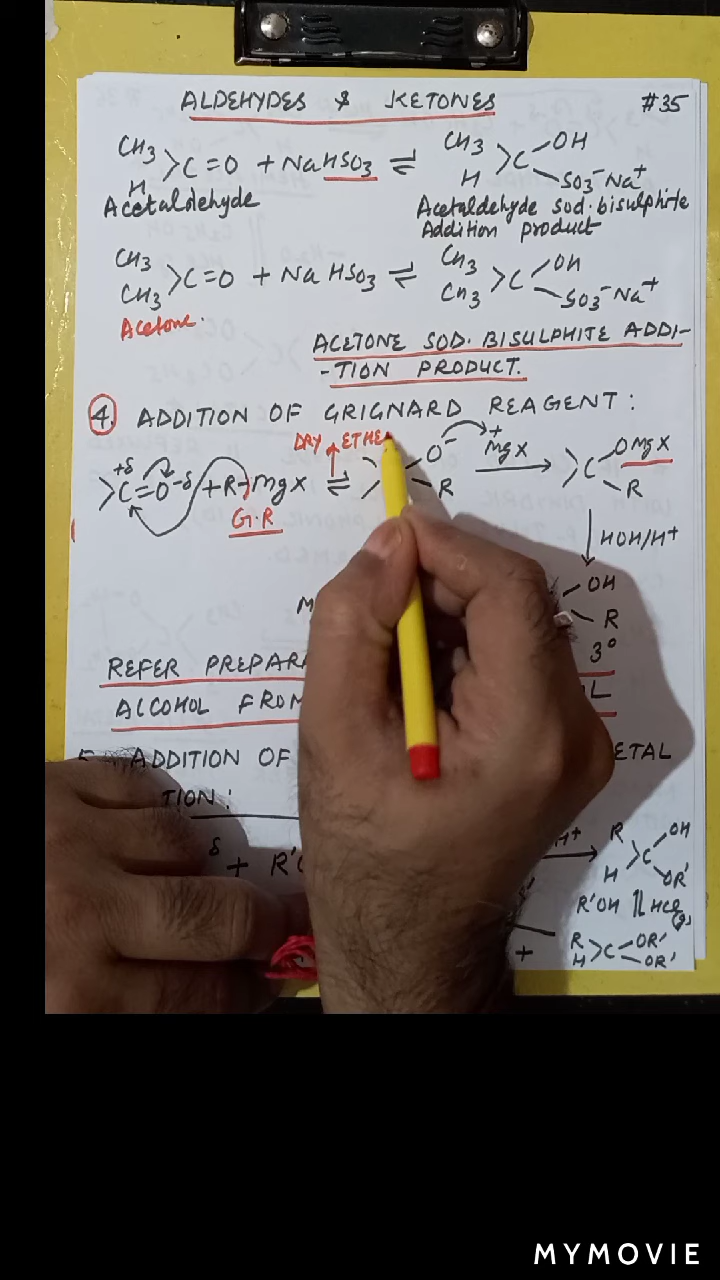 ALDEHYDES & KETONES #35
CH3 H >C=O + NaHSO3 ⇌ CH3 H >C -OH -SO3⁻Na⁺
Acetaldehyde
Acetaldehyde sod. bisulphite
Addition product
CH3 CH3 >C=O + NaHSO3 ⇌ CH3 CH3 >C -OH -SO3⁻Na⁺
Acetone.
ACETONE SOD. BISULPHITE ADDI-
-TION PRODUCT.
4. ADDITION OF GRIGNARD REAGENT:
DRY ETHE
>C=O +δ -δ + R-MgX ⇌ O⁻ R ⁺MgX → >C -OMgX -R
G.R
HOH/H⁺
M
-OH
-R
3°
REFER PREPARA
ALCOHOL FROM OL
5. ADDITION OF ETAL
TION:
δ + R'O H⁺ → R H >C -OH -OR'
R'OH ⇌ HCl(g)
+ R H >C -OR' -OR'
MYMOVIE